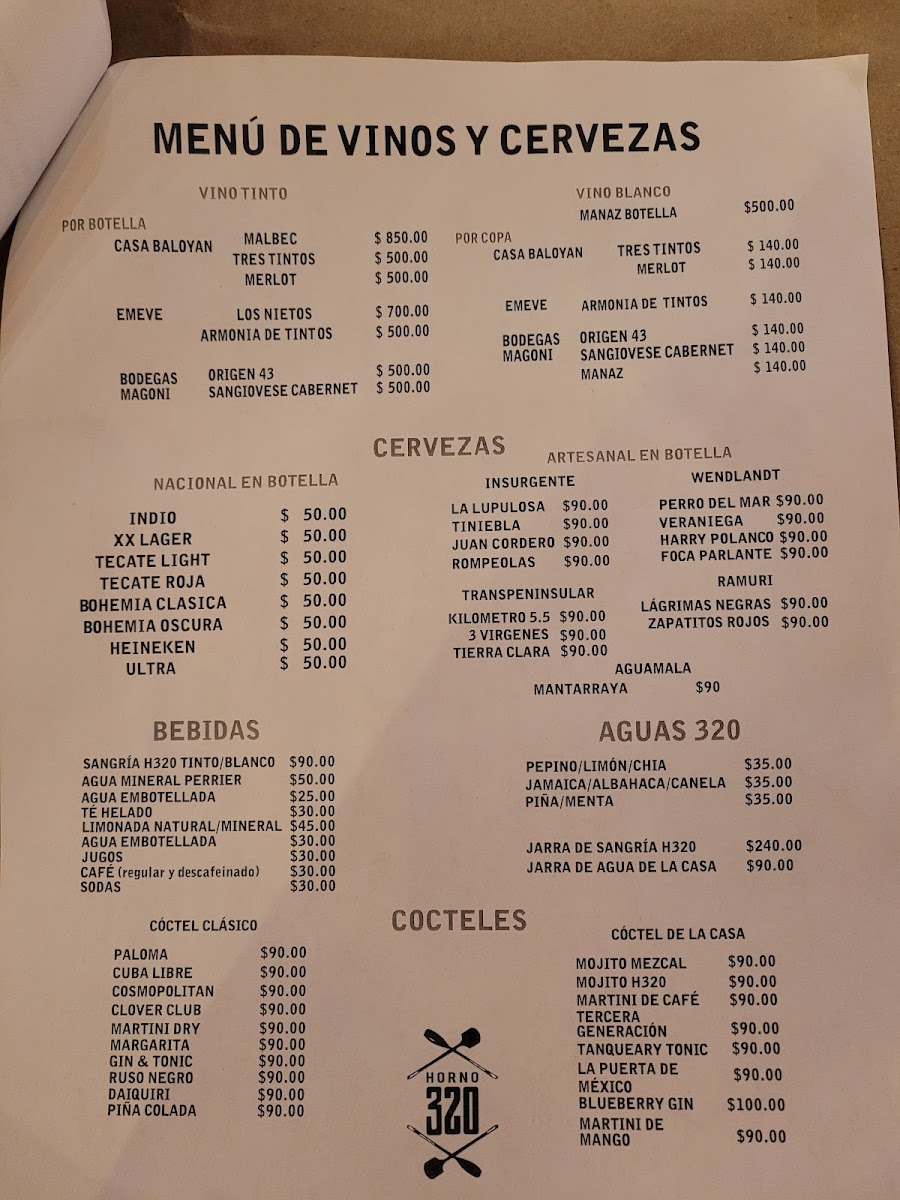 MENÚ DE VINOS Y CERVEZAS
VINO TINTO
POR BOTELLA
CASA BALOYAN MALBEC $ 850.00
TRES TINTOS $ 500.00
MERLOT $ 500.00
EMEVE LOS NIETOS $ 700.00
ARMONIA DE TINTOS $ 500.00
BODEGAS MAGONI ORIGEN 43 $ 500.00
SANGIOVESE CABERNET $ 500.00
VINO BLANCO
MANAZ BOTELLA $500.00
POR COPA
CASA BALOYAN TRES TINTOS $ 140.00
MERLOT $ 140.00
EMEVE ARMONIA DE TINTOS $ 140.00
BODEGAS MAGONI ORIGEN 43 $ 140.00
SANGIOVESE CABERNET $ 140.00
MANAZ $ 140.00
CERVEZAS
NACIONAL EN BOTELLA
INDIO $ 50.00
XX LAGER $ 50.00
TECATE LIGHT $ 50.00
TECATE ROJA $ 50.00
BOHEMIA CLASICA $ 50.00
BOHEMIA OSCURA $ 50.00
HEINEKEN $ 50.00
ULTRA $ 50.00
ARTESANAL EN BOTELLA
INSURGENTE
LA LUPULOSA $90.00
TINIEBLA $90.00
JUAN CORDERO $90.00
ROMPEOLAS $90.00
TRANSPENINSULAR
KILOMETRO 5.5 $90.00
3 VIRGENES $90.00
TIERRA CLARA $90.00
WENDLANDT
PERRO DEL MAR $90.00
VERANIEGA $90.00
HARRY POLANCO $90.00
FOCA PARLANTE $90.00
RAMURI
LÁGRIMAS NEGRAS $90.00
ZAPATITOS ROJOS $90.00
AGUAMALA
MANTARRAYA $90
BEBIDAS
SANGRÍA H320 TINTO/BLANCO $90.00
AGUA MINERAL PERRIER $50.00
AGUA EMBOTELLADA $25.00
TÉ HELADO $30.00
LIMONADA NATURAL/MINERAL $45.00
AGUA EMBOTELLADA $30.00
JUGOS $30.00
CAFÉ (regular y descafeinado) $30.00
SODAS $30.00
AGUAS 320
PEPINO/LIMÓN/CHIA $35.00
JAMAICA/ALBAHACA/CANELA $35.00
PIÑA/MENTA $35.00
JARRA DE SANGRÍA H320 $240.00
JARRA DE AGUA DE LA CASA $90.00
COCTELES
CÓCTEL CLÁSICO
PALOMA $90.00
CUBA LIBRE $90.00
COSMOPOLITAN $90.00
CLOVER CLUB $90.00
MARTINI DRY $90.00
MARGARITA $90.00
GIN & TONIC $90.00
RUSO NEGRO $90.00
DAIQUIRI $90.00
PIÑA COLADA $90.00
CÓCTEL DE LA CASA
MOJITO MEZCAL $90.00
MOJITO H320 $90.00
MARTINI DE CAFÉ $90.00
TERCERA
GENERACIÓN $90.00
TANQUEARY TONIC $90.00
LA PUERTA DE
MÉXICO $90.00
BLUEBERRY GIN $100.00
MARTINI DE
MANGO $90.00
HORNO
320